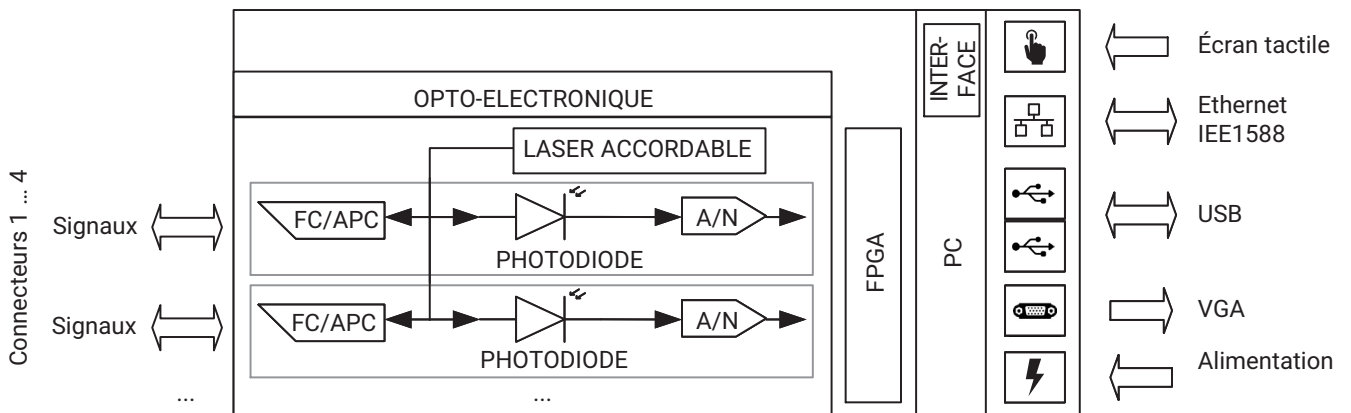 Connecteurs 1 ... 4
Signaux
Signaux
...
OPTO-ELECTRONIQUE
LASER ACCORDABLE
FC/APC
A/N
PHOTODIODE
FC/APC
A/N
PHOTODIODE
...
FPGA
INTER-
FACE
PC
Écran tactile
Ethernet
IEE1588
USB
VGA
Alimentation